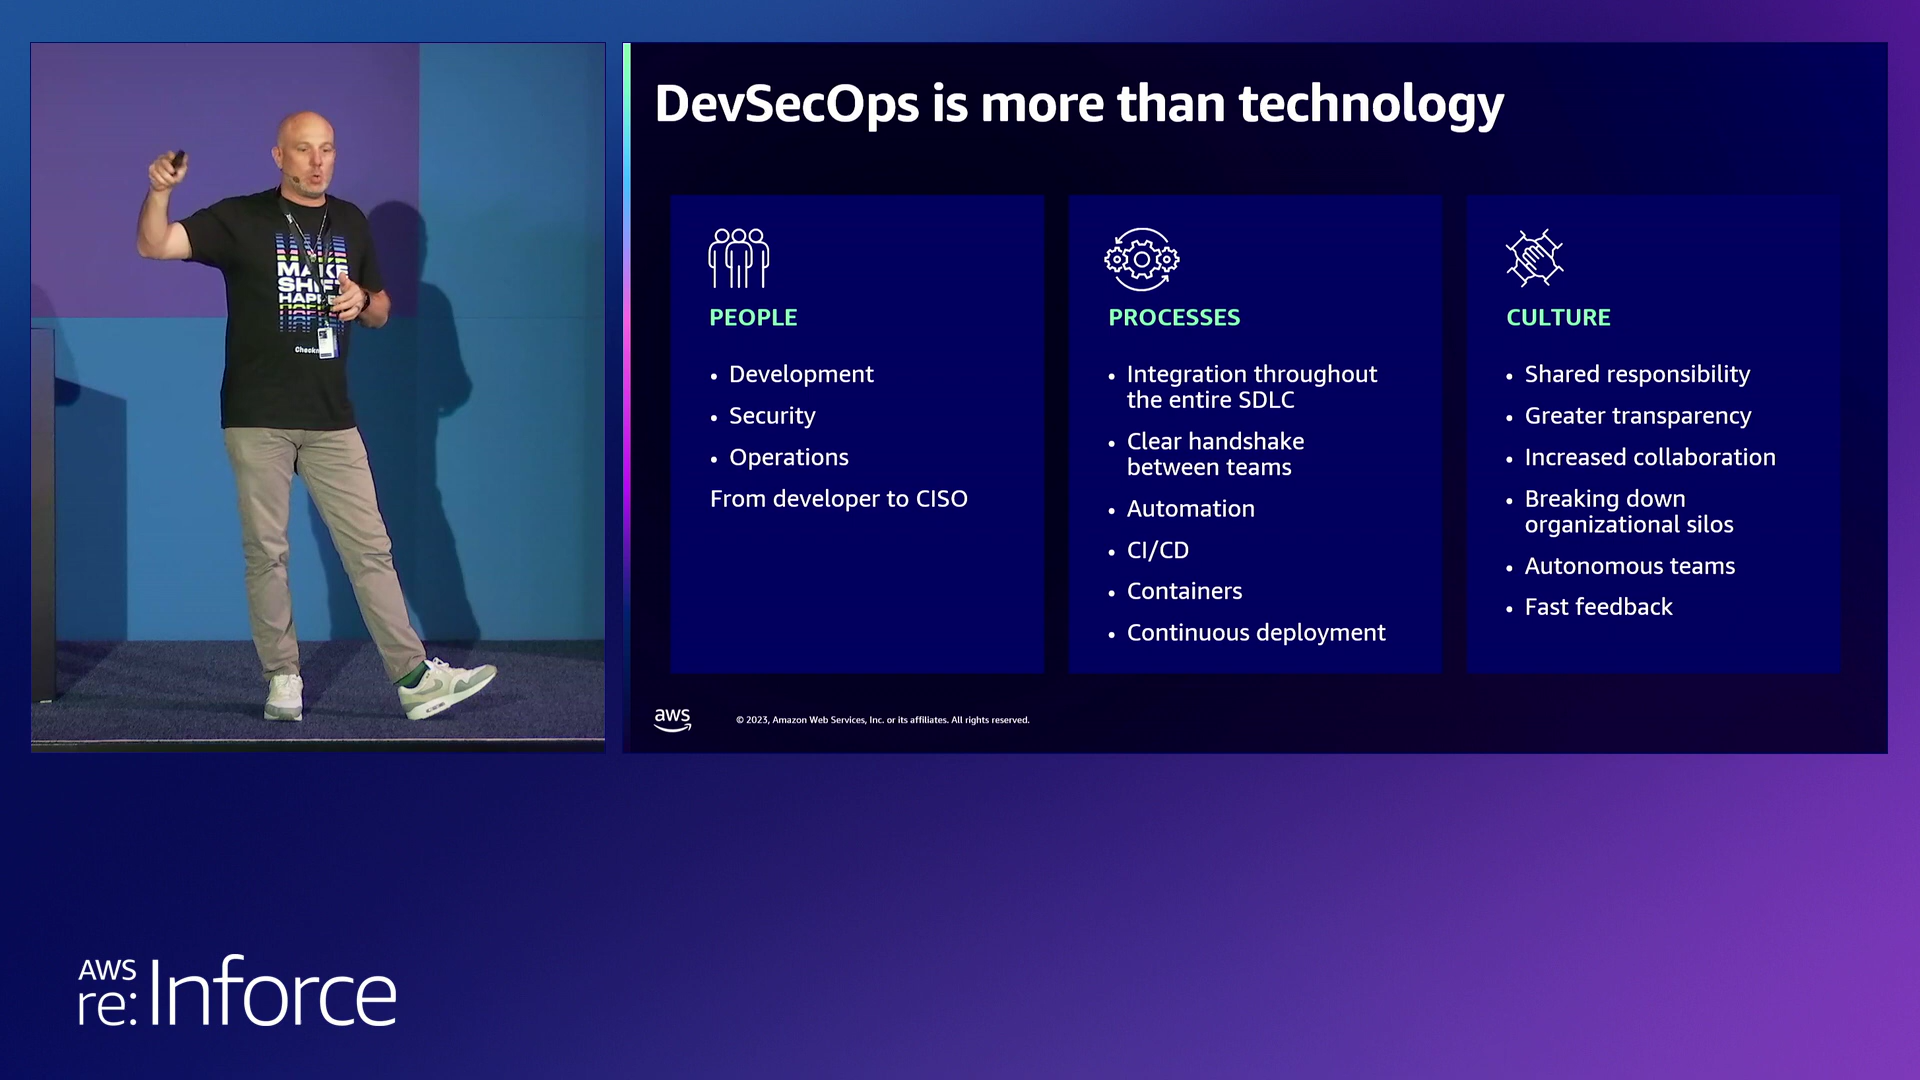 DevSecOps is more than technology
PEOPLE
• Development
• Security
• Operations
From developer to CISO
PROCESSES
• Integration throughout
the entire SDLC
• Clear handshake
between teams
• Automation
• CI/CD
• Containers
• Continuous deployment
CULTURE
• Shared responsibility
• Greater transparency
• Increased collaboration
• Breaking down
organizational silos
• Autonomous teams
• Fast feedback
aws
© 2023, Amazon Web Services, Inc. or its affiliates. All rights reserved.
MAKE
AWS
re:Inforce